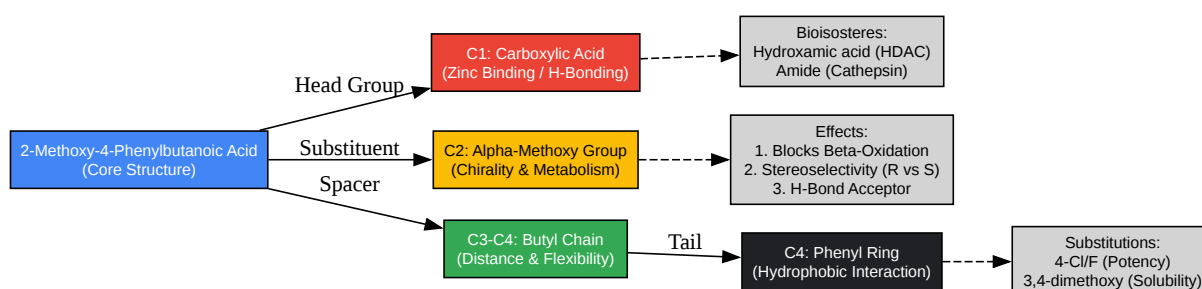 2-Methoxy-4-Phenylbutanoic Acid
(Core Structure)
Head Group
Substituent
Spacer
C1: Carboxylic Acid
(Zinc Binding / H-Bonding)
Bioisosteres:
Hydroxamic acid (HDAC)
Amide (Cathepsin)
C2: Alpha-Methoxy Group
(Chirality & Metabolism)
Effects:
1. Blocks Beta-Oxidation
2. Stereoselectivity (R vs S)
3. H-Bond Acceptor
C3-C4: Butyl Chain
(Distance & Flexibility)
Tail
C4: Phenyl Ring
(Hydrophobic Interaction)
Substitutions:
4-Cl/F (Potency)
3,4-dimethoxy (Solubility)